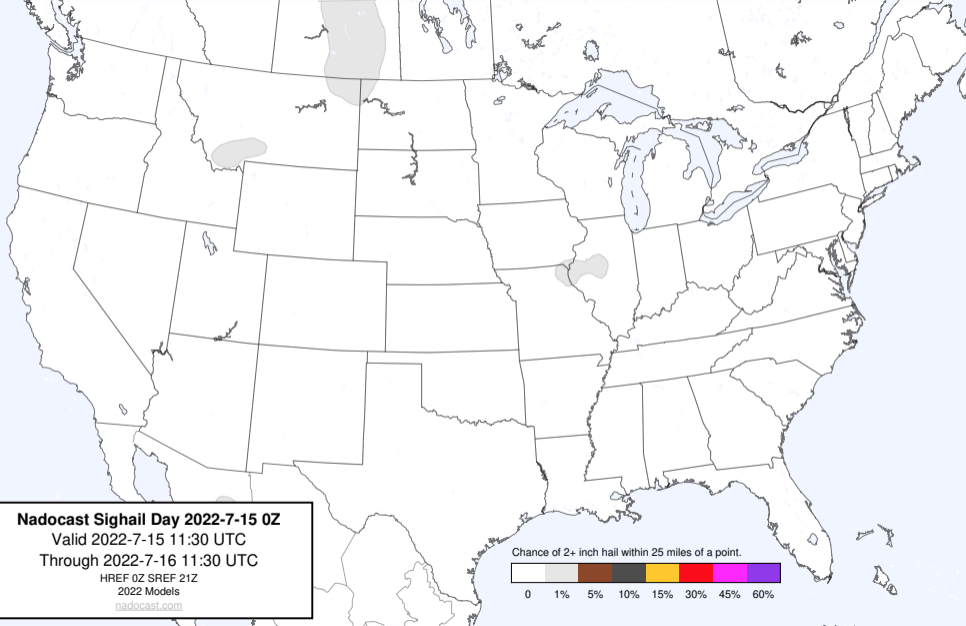 Nadocast Sighail Day 2022-7-15 0Z
Valid 2022-7-15 11:30 UTC
Through 2022-7-16 11:30 UTC
HREF 0Z SREF 21Z
2022 Models
nadocast.com
Chance of 2+ inch hail within 25 miles of a point.
0 1% 5% 10% 15% 30% 45% 60%